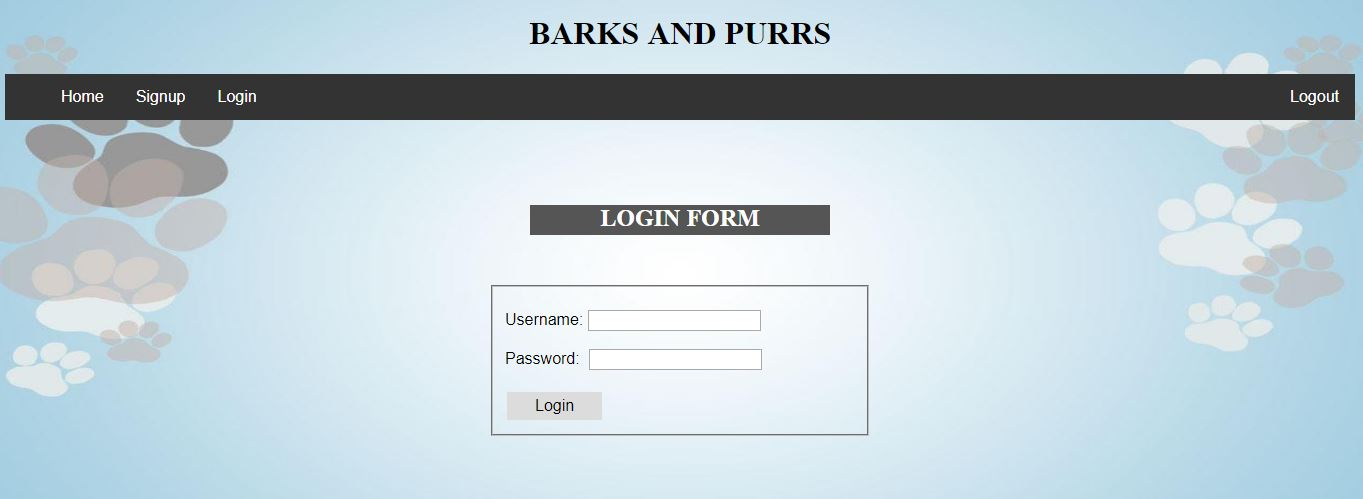 BARKS AND PURRS
Home Signup Login Logout
LOGIN FORM
Username:
Password:
Login